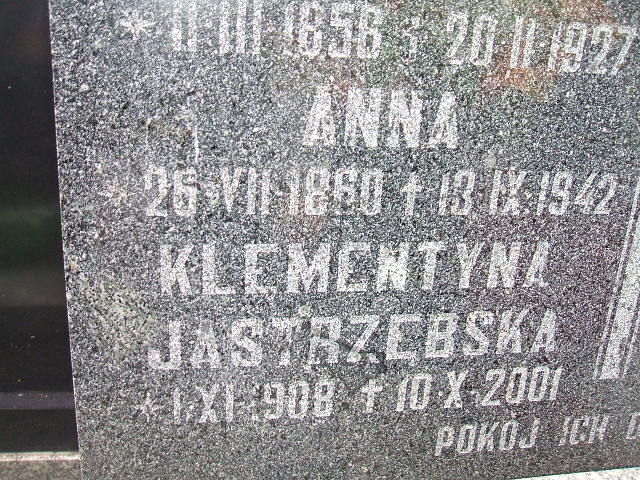 * 11·III·1856 † 20·II·1927
ANNA
* 26·VII·1860 † 13·IX·1942
KLEMENTYNA
JASTRZĘBSKA
* 1·XI·1908 † 10·X·2001
POKÓJ ICH